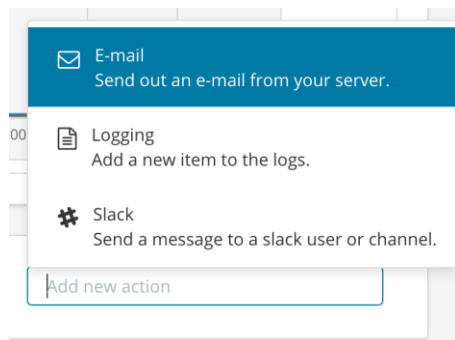 E-mail
Send out an e-mail from your server.
00
Logging
Add a new item to the logs.
Slack
Send a message to a slack user or channel.
Add new action